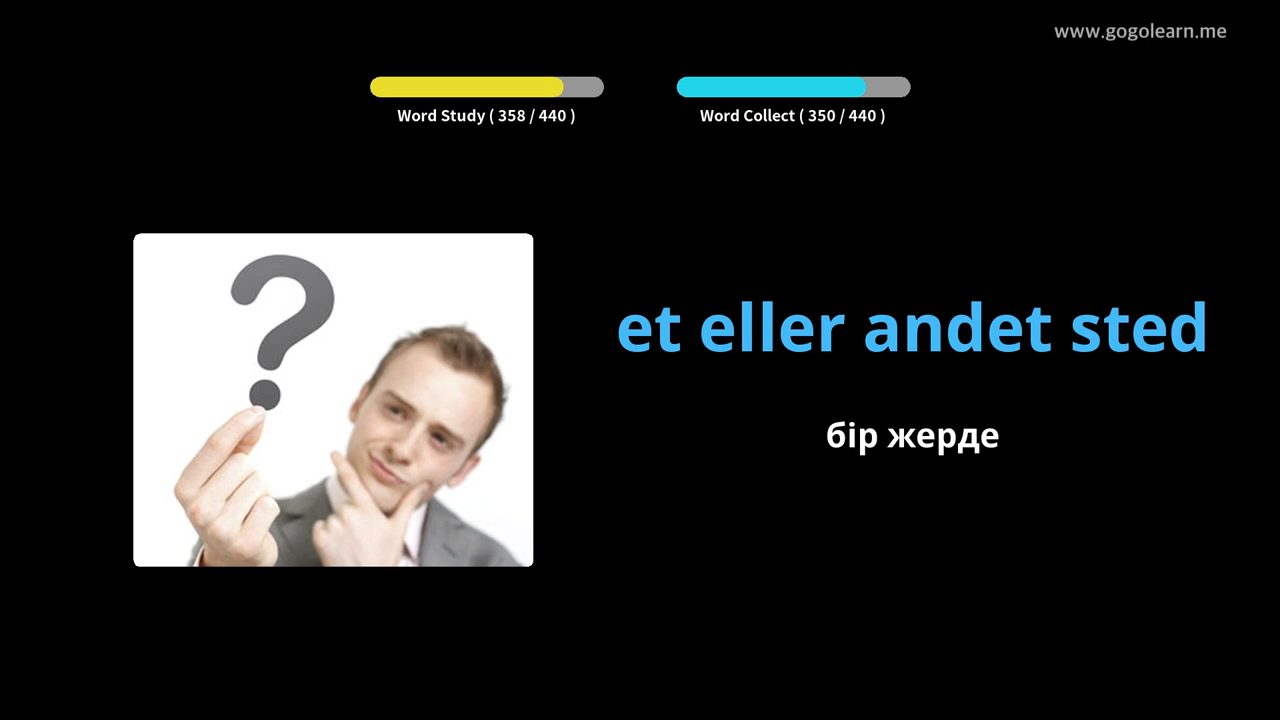 www.gogolearn.me
Word Study ( 358 / 440 )
Word Collect ( 350 / 440 )
et eller andet sted
бір жерде